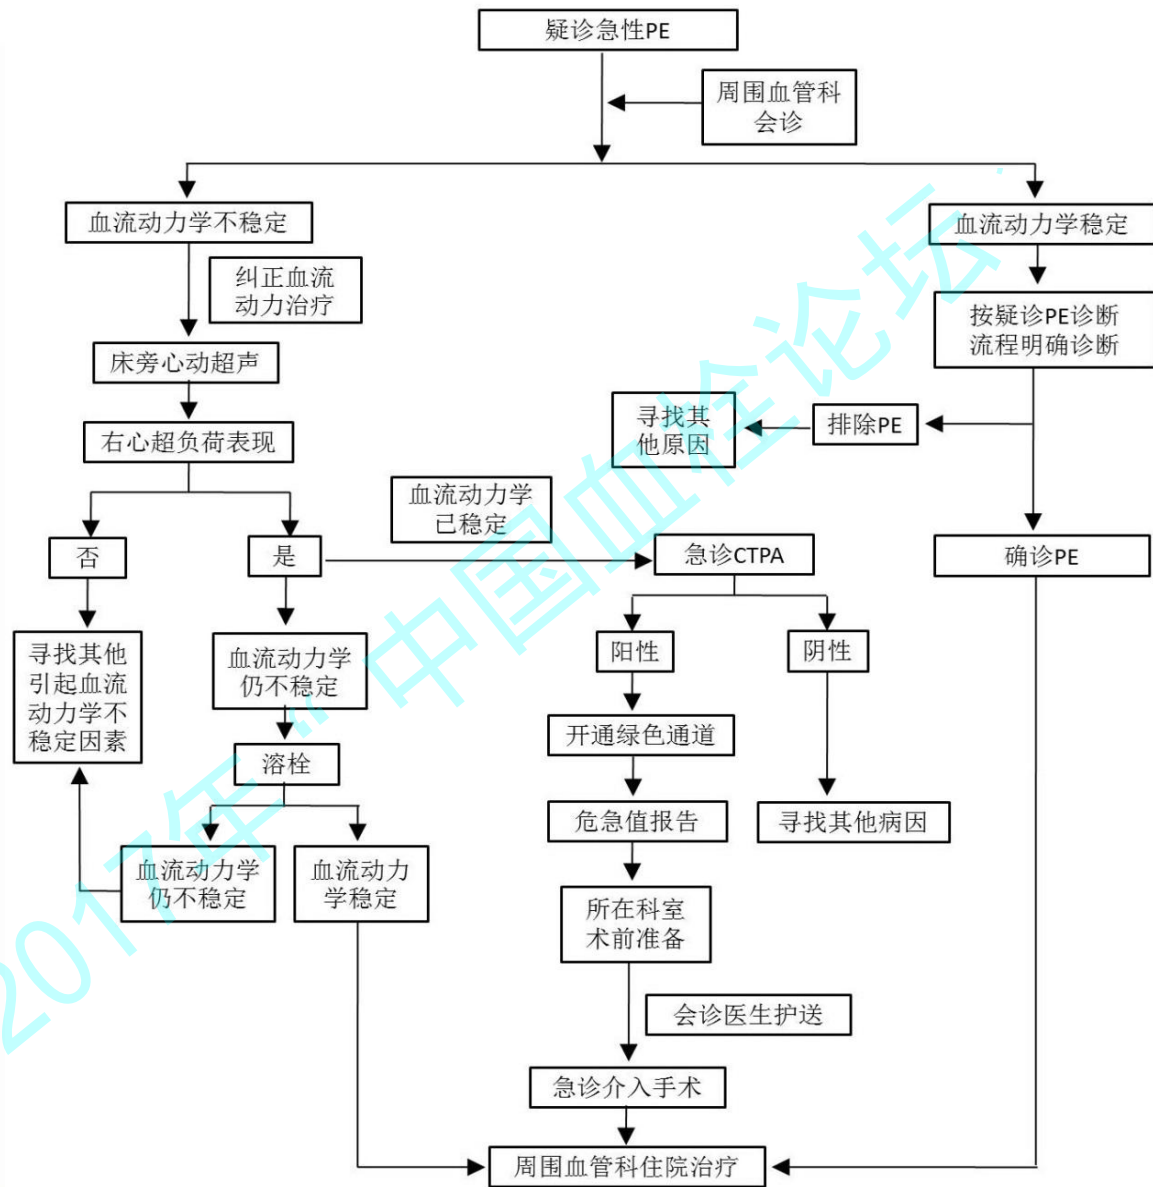 疑诊急性PE
周围血管科
会诊
血流动力学不稳定
血流动力学稳定
纠正血流
动力治疗
按疑诊PE诊断
流程明确诊断
床旁心动超声
寻找其
他原因
排除PE
右心超负荷表现
血流动力学
已稳定
否
是
急诊CTPA
确诊PE
寻找其他
引起血流
动力学不
稳定因素
血流动力学
仍不稳定
阳性
阴性
开通绿色通道
溶栓
危急值报告
寻找其他病因
血流动力学
仍不稳定
血流动力
学稳定
所在科室
术前准备
会诊医生护送
急诊介入手术
周围血管科住院治疗
2017年“中国血栓论坛